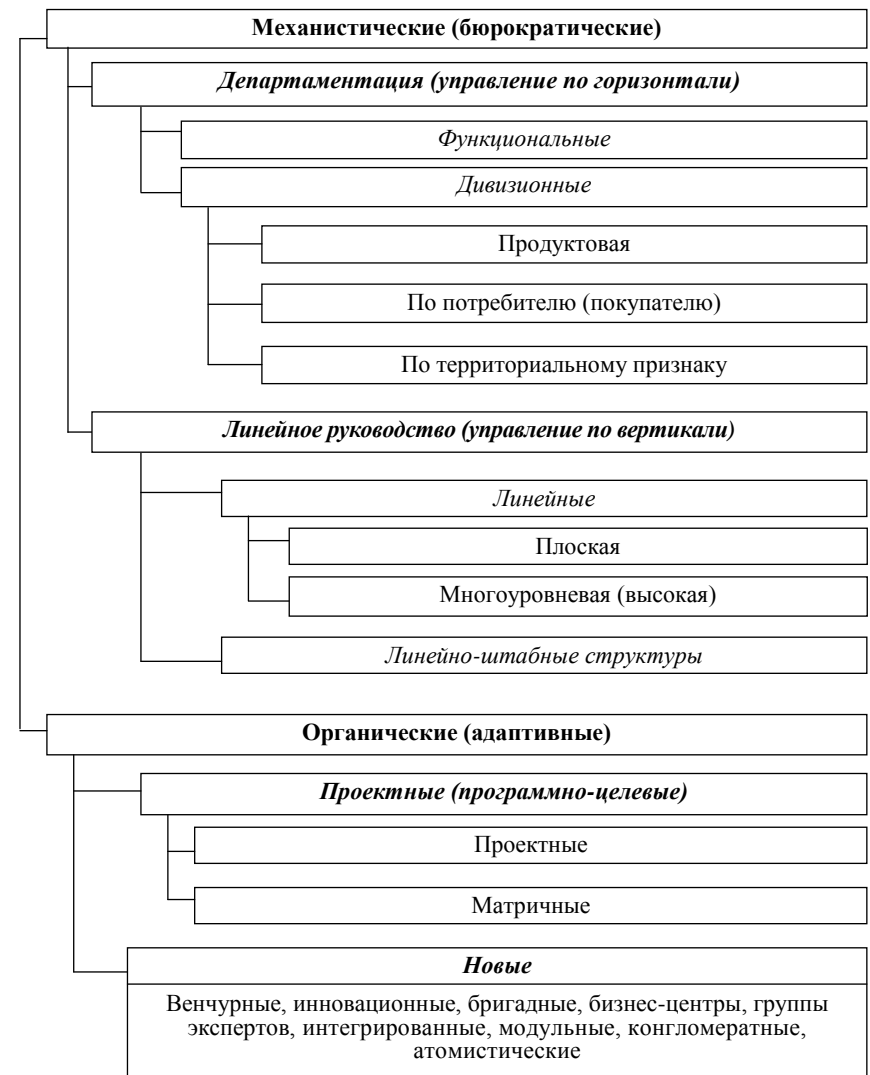 Механистические (бюрократические)
Департаментация (управление по горизонтали)
Функциональные
Дивизионные
Продуктовая
По потребителю (покупателю)
По территориальному признаку
Линейное руководство (управление по вертикали)
Линейные
Плоская
Многоуровневая (высокая)
Линейно-штабные структуры
Органические (адаптивные)
Проектные (программно-целевые)
Проектные
Матричные
Новые
Венчурные, инновационные, бригадные, бизнес-центры, группы
экспертов, интегрированные, модульные, конгломератные,
атомистические